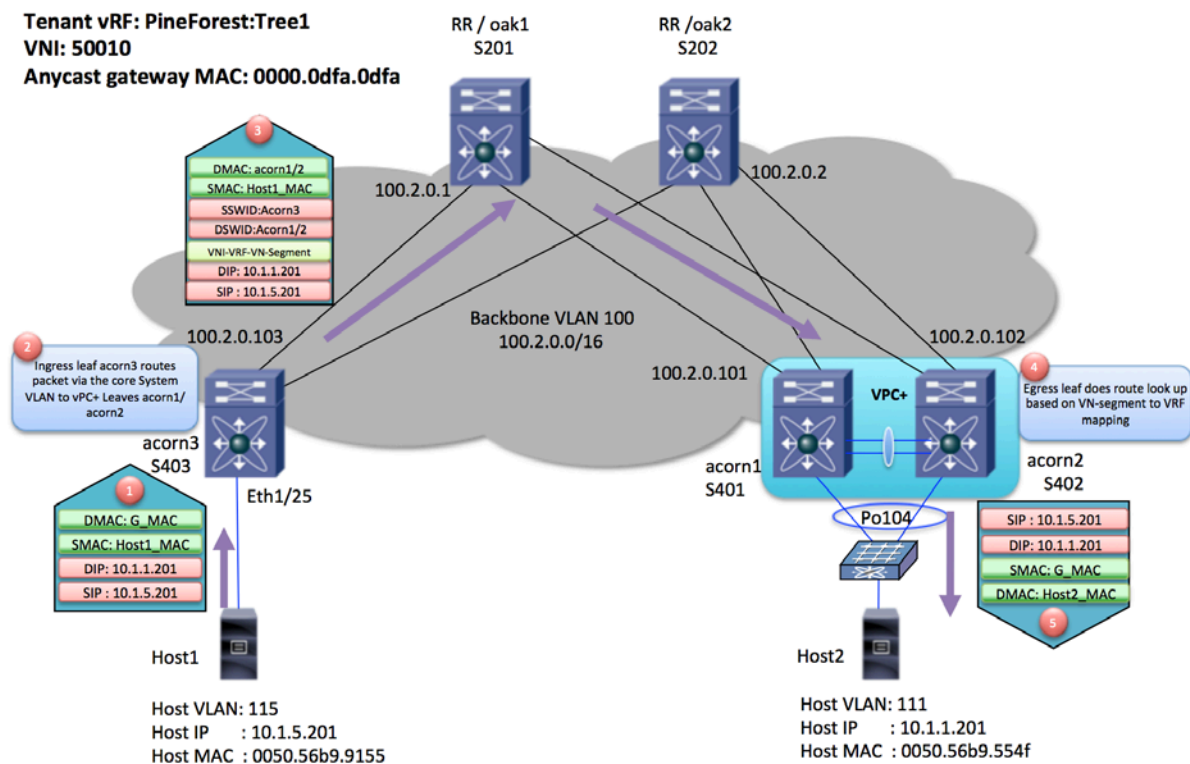 Tenant vRF: PineForest:Tree1
VNI: 50010
Anycast gateway MAC: 0000.0dfa.0dfa
RR / oak1
S201
RR /oak2
S202
3
DMAC: acorn1/2
SMAC: Host1_MAC
SSWID:Acorn3
DSWID:Acorn1/2
VNI-VRF-VN-Segment
DIP: 10.1.1.201
SIP : 10.1.5.201
100.2.0.1
100.2.0.2
Backbone VLAN 100
100.2.0.0/16
100.2.0.103
100.2.0.102
100.2.0.101
2
Ingress leaf acorn3 routes
packet via the core System
VLAN to vPC+ Leaves acorn1/
acorn2
VPC+
4
Egress leaf does route look up
based on VN-segment to VRF
mapping
acorn3
S403
Eth1/25
acorn1
S401
acorn2
S402
1
DMAC: G_MAC
SMAC: Host1_MAC
DIP: 10.1.1.201
SIP : 10.1.5.201
Po104
SIP : 10.1.5.201
DIP: 10.1.1.201
SMAC: G_MAC
DMAC: Host2_MAC
5
Host1
Host2
Host VLAN: 115
Host IP : 10.1.5.201
Host MAC : 0050.56b9.9155
Host VLAN: 111
Host IP : 10.1.1.201
Host MAC : 0050.56b9.554f